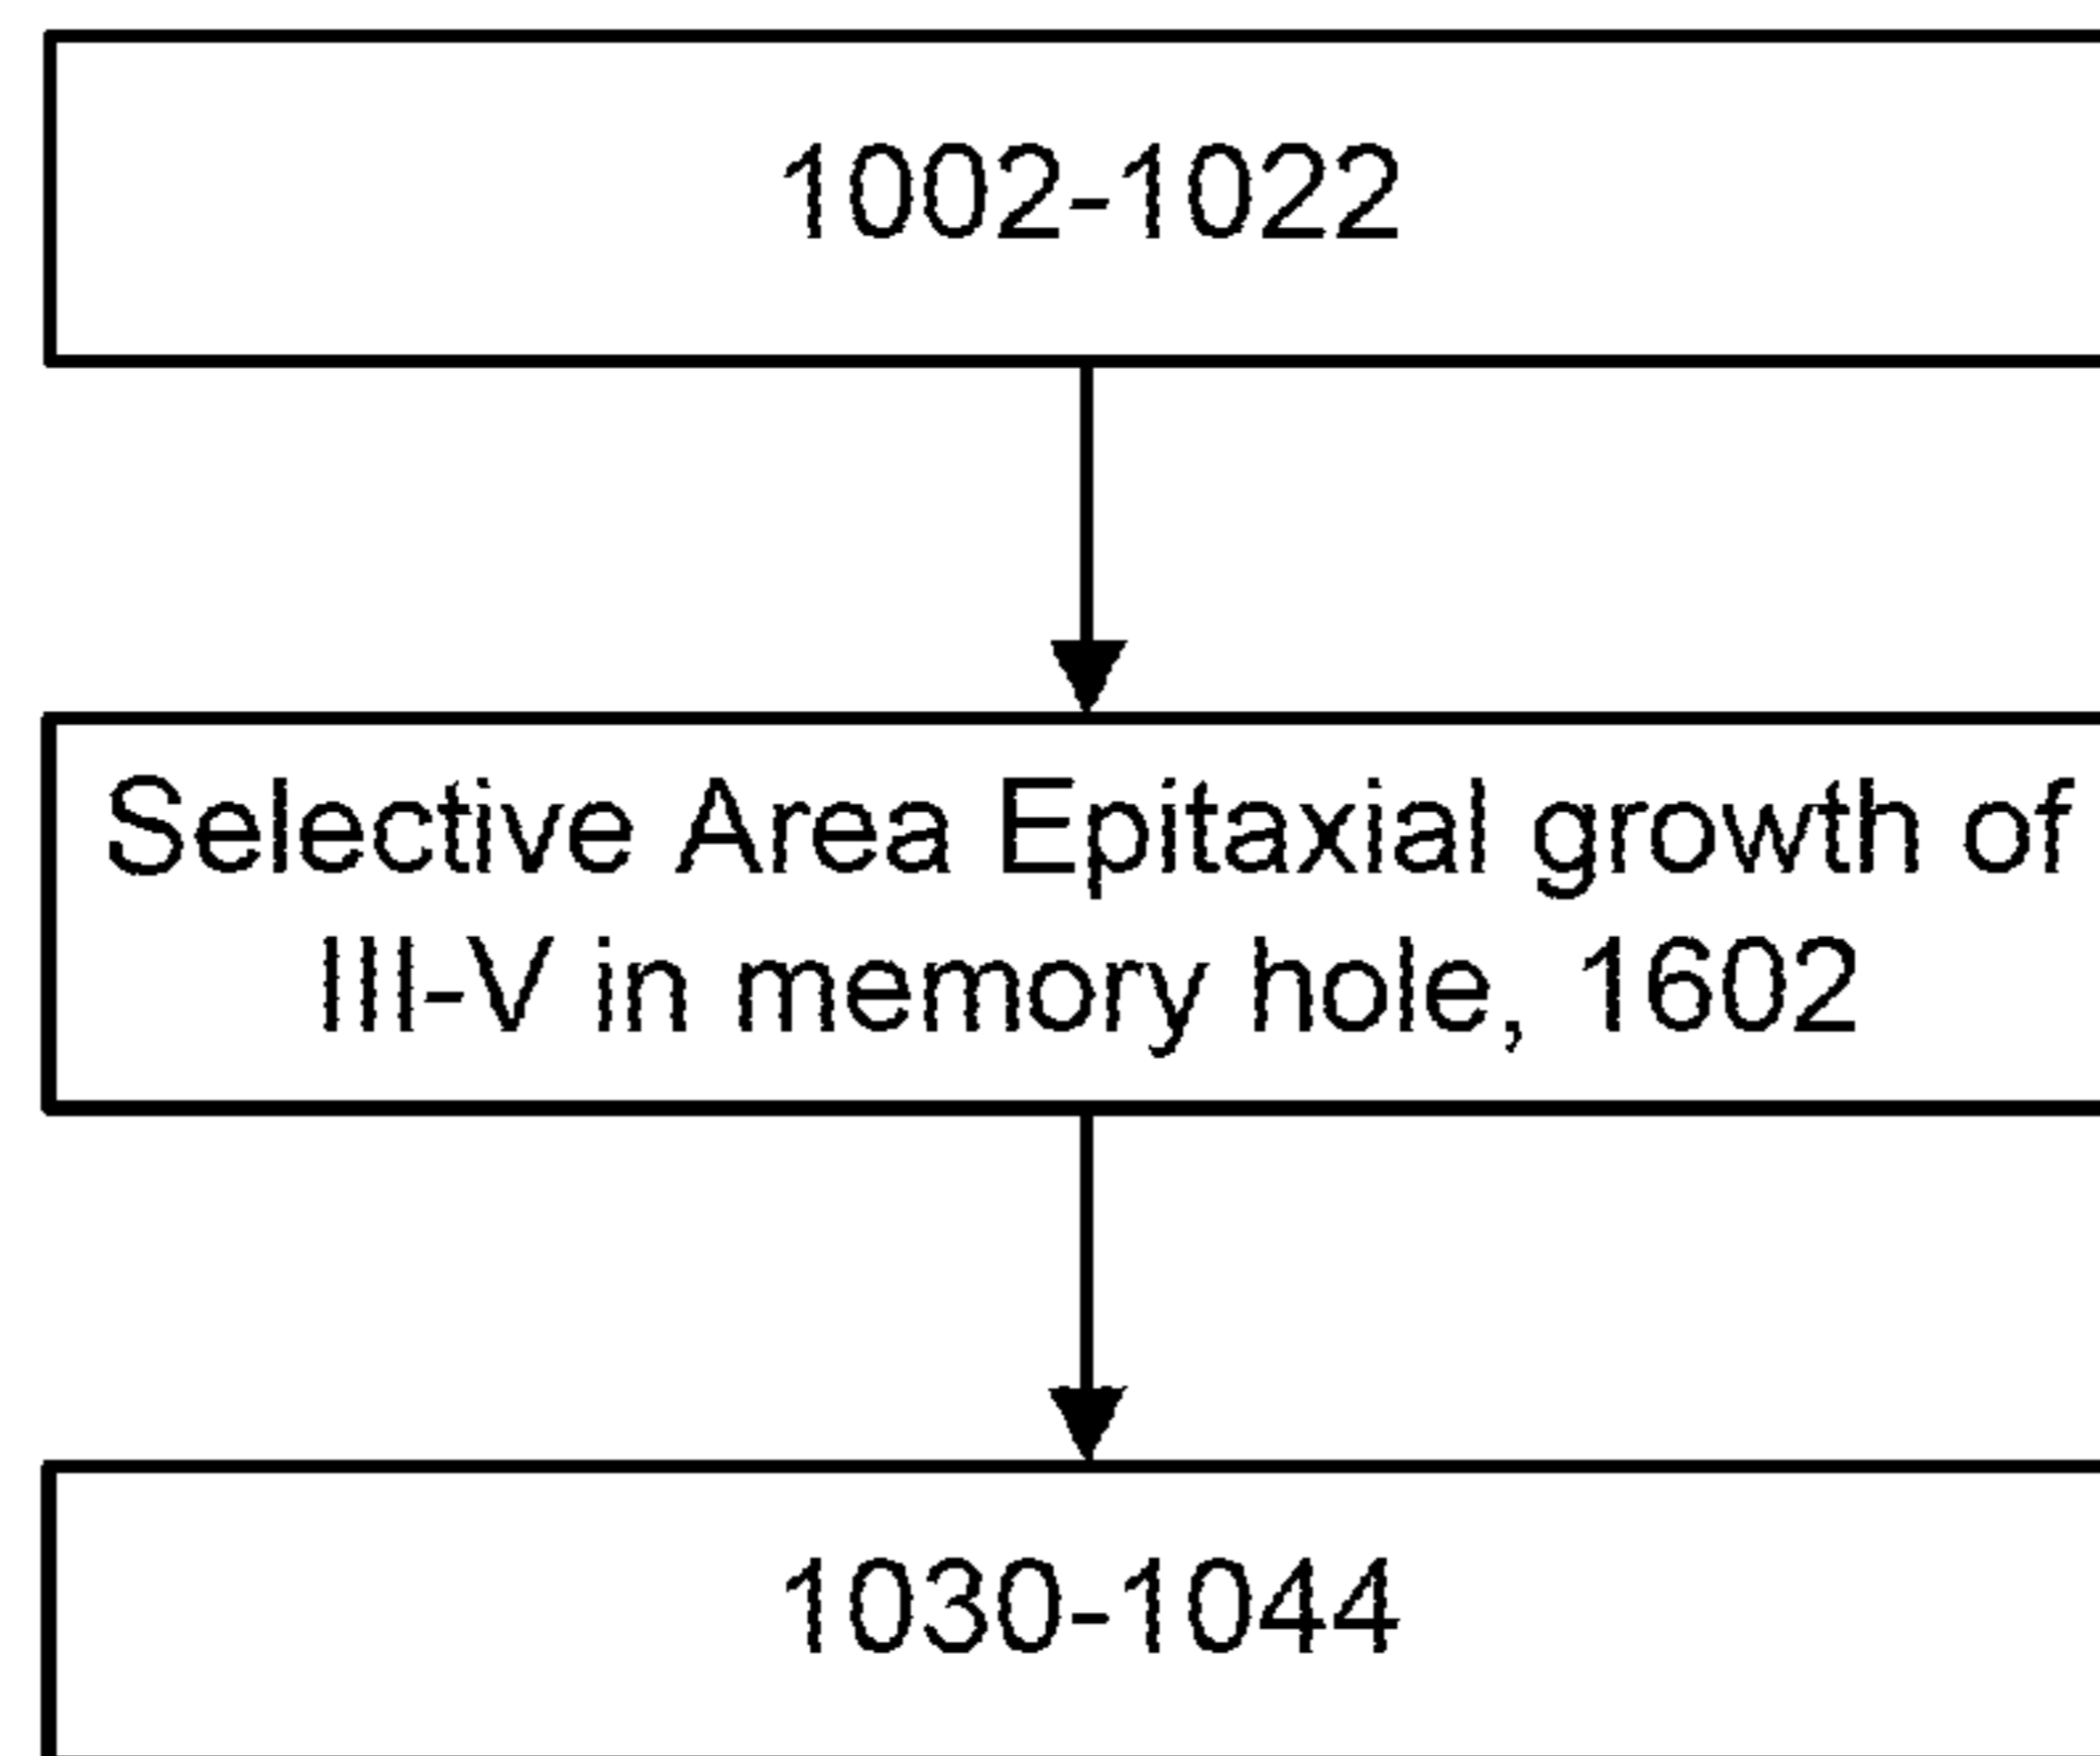 1002-1022
Selective Area Epitaxial growth of
III-V in memory hole, 1602
1030-1044